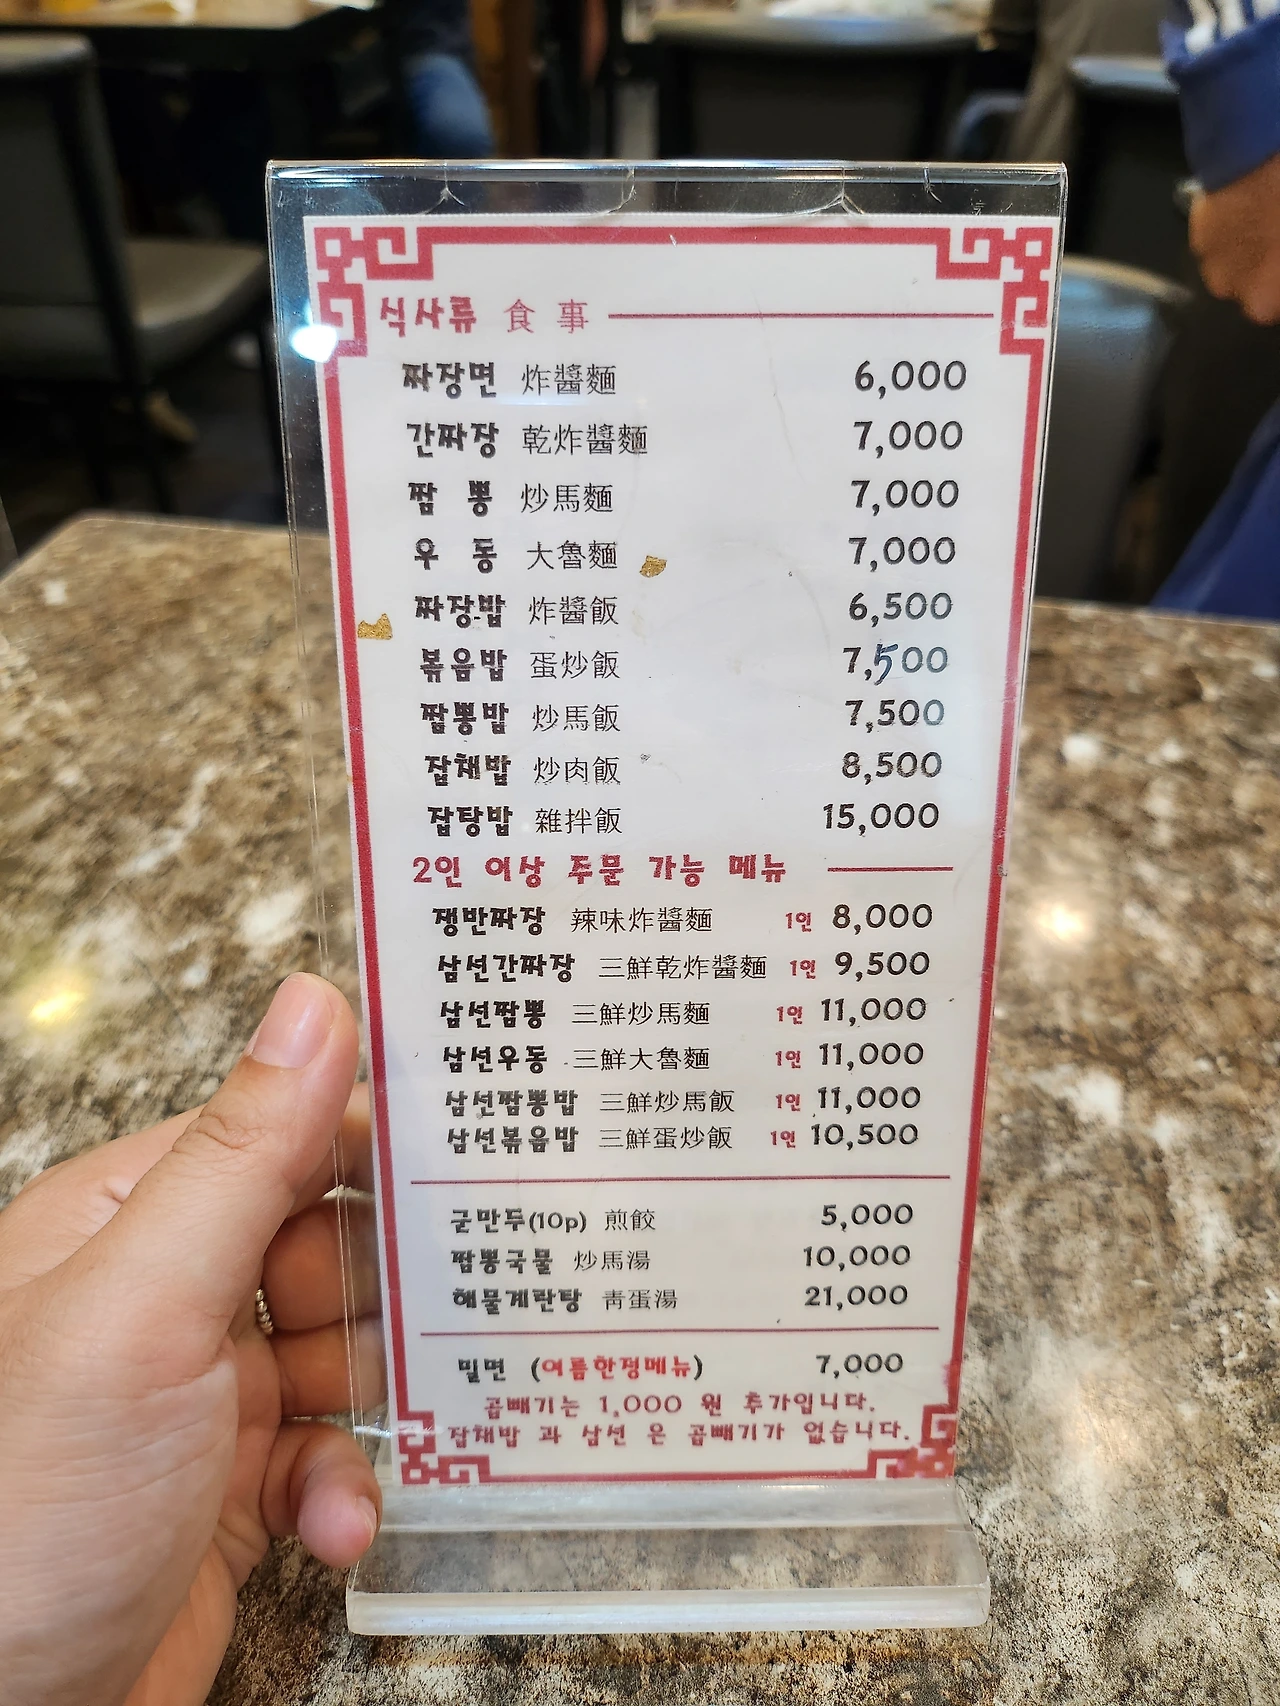 식사류 食事
짜장면 炸醬麵 6,000
간짜장 乾炸醬麵 7,000
짬 뽕 炒馬麵 7,000
우 동 大魯麵 7,000
짜장밥 炸醬飯 6,500
볶음밥 蛋炒飯 7,500
짬뽕밥 炒馬飯 7,500
잡채밥 炒肉飯 8,500
잡탕밥 雜拌飯 15,000
2인 이상 주문 가능 메뉴
쟁반짜장 辣味炸醬麵 1인 8,000
삼선간짜장 三鮮乾炸醬麵 1인 9,500
삼선짬뽕 三鮮炒馬麵 1인 11,000
삼선우동 三鮮大魯麵 1인 11,000
삼선짬뽕밥 三鮮炒馬飯 1인 11,000
삼선볶음밥 三鮮蛋炒飯 1인 10,500
군만두(10p) 煎餃 5,000
짬뽕국물 炒馬湯 10,000
해물계란탕 靑蛋湯 21,000
밀면 (여름한정메뉴) 7,000
곱빼기는 1,000 원 추가입니다.
잡채밥 과 삼선 은 곱빼기가 없습니다.